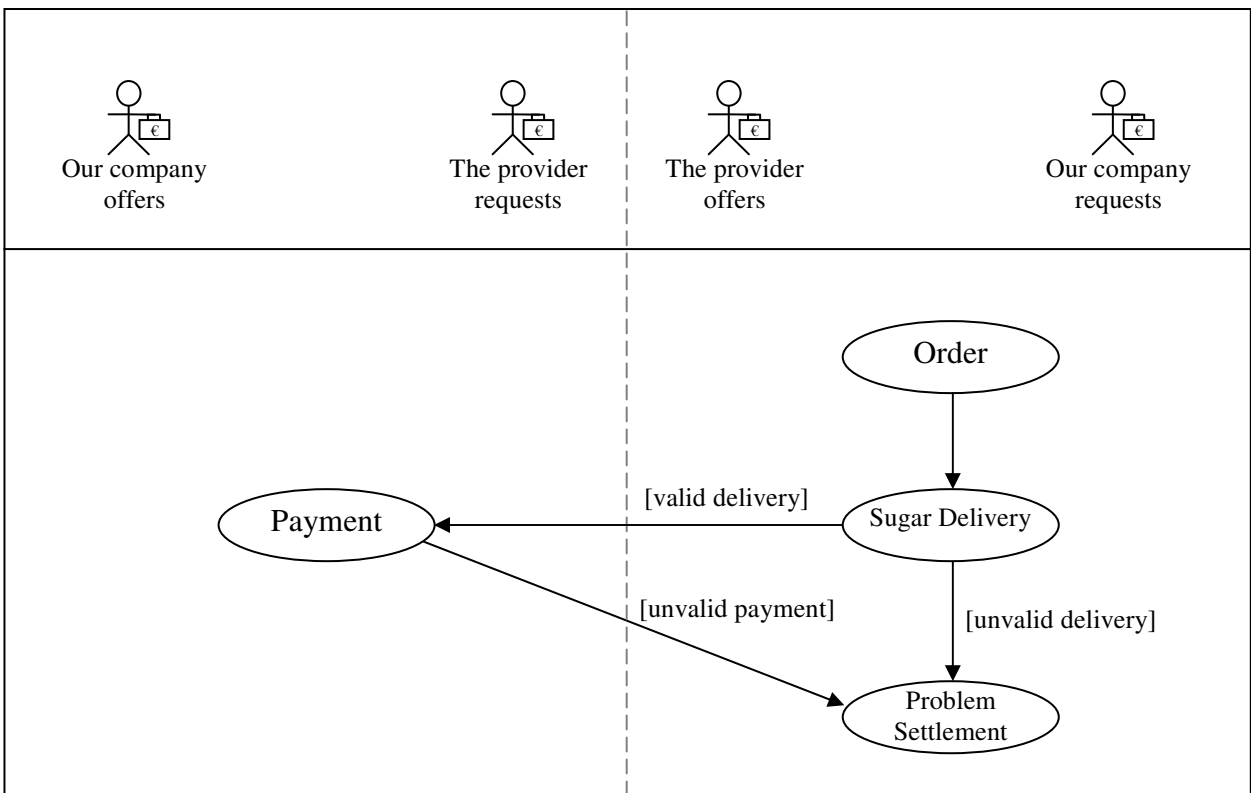 €
€
€
€
Our company
offers
The provider
requests
The provider
offers
Our company
requests
Order
[valid delivery]
Payment
Sugar Delivery
[unvalid payment]
[unvalid delivery]
Problem
Settlement